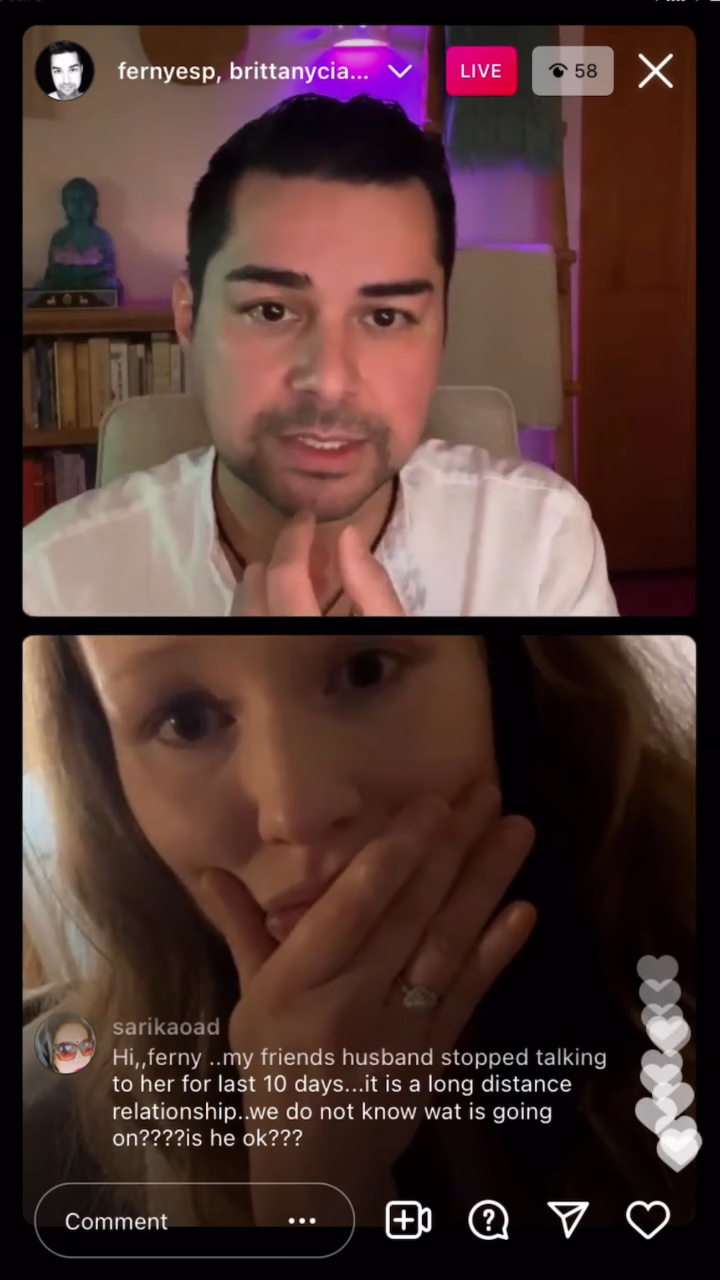 fernyesp, brittanycia...
LIVE
58
sarikaoad
Hi,,ferny ..my friends husband stopped talking
to her for last 10 days...it is a long distance
relationship..we do not know wat is going
on????is he ok???
Comment